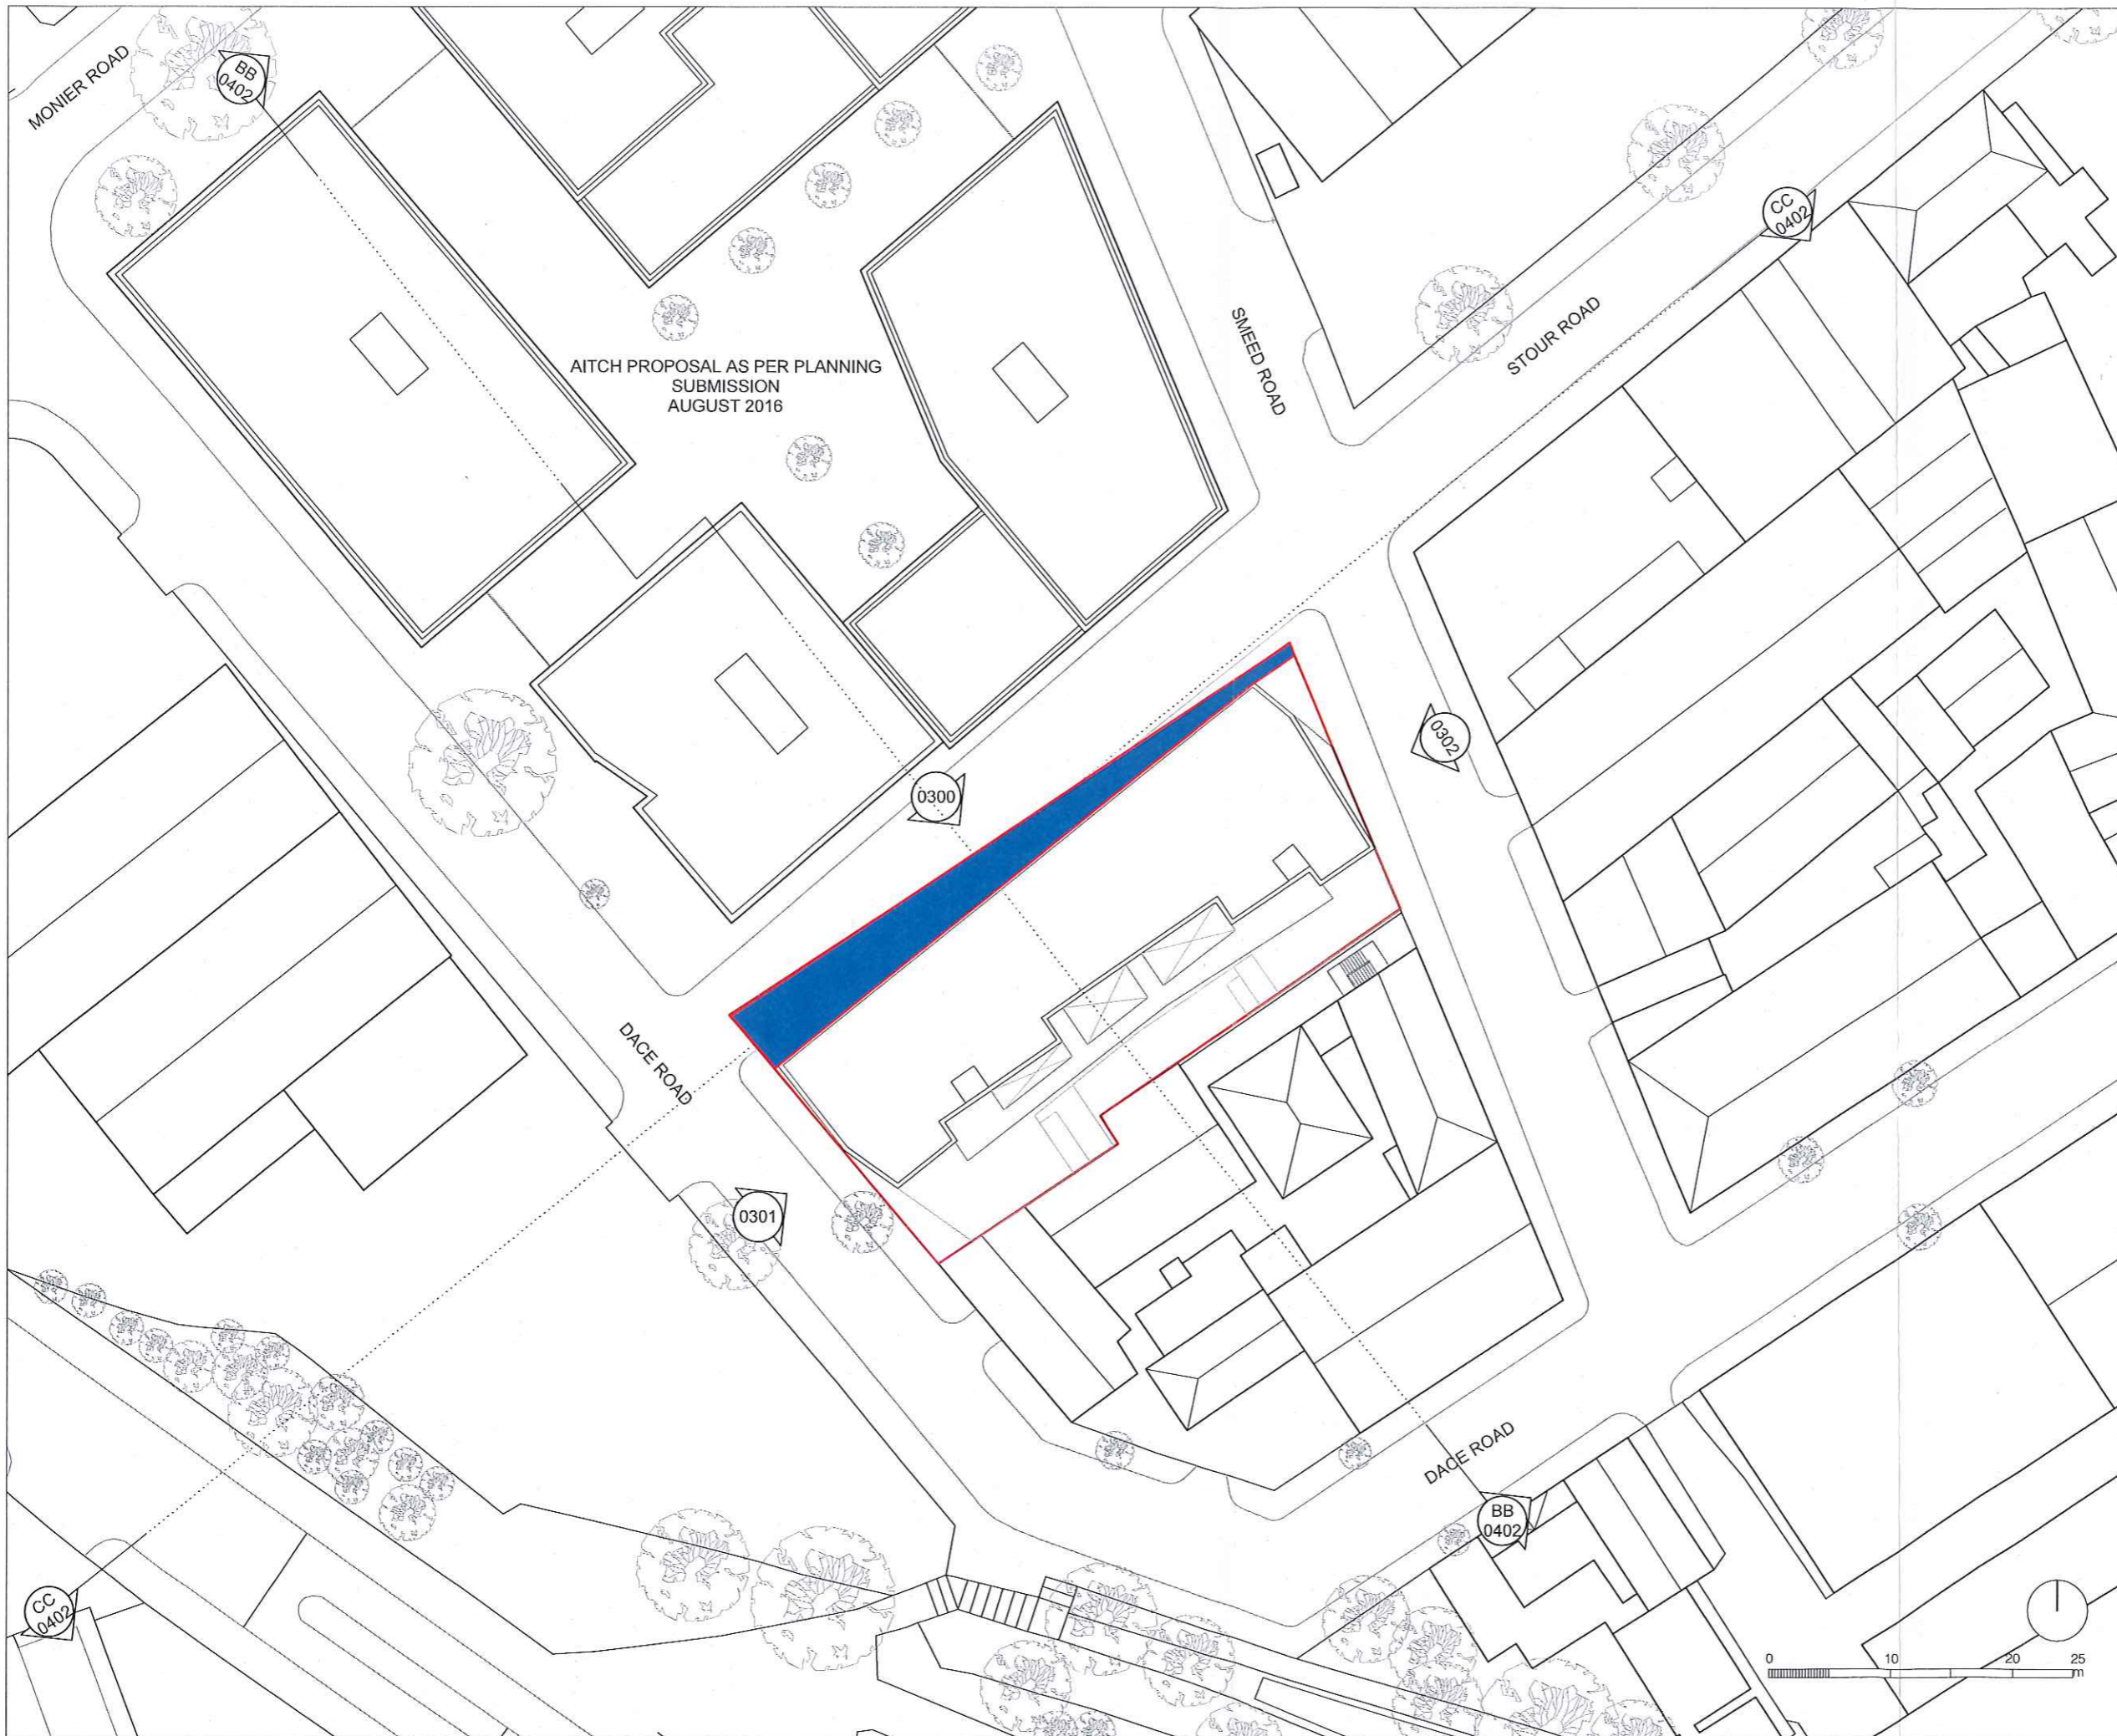 MONIER ROAD
BB
0402
CC
0402
SMEED ROAD
STOUR ROAD
AITCH PROPOSAL AS PER PLANNING
SUBMISSION
AUGUST 2016
0302
0300
DACE ROAD
0301
DACE ROAD
BB
0402
CC
0402
0 10 20 25
m